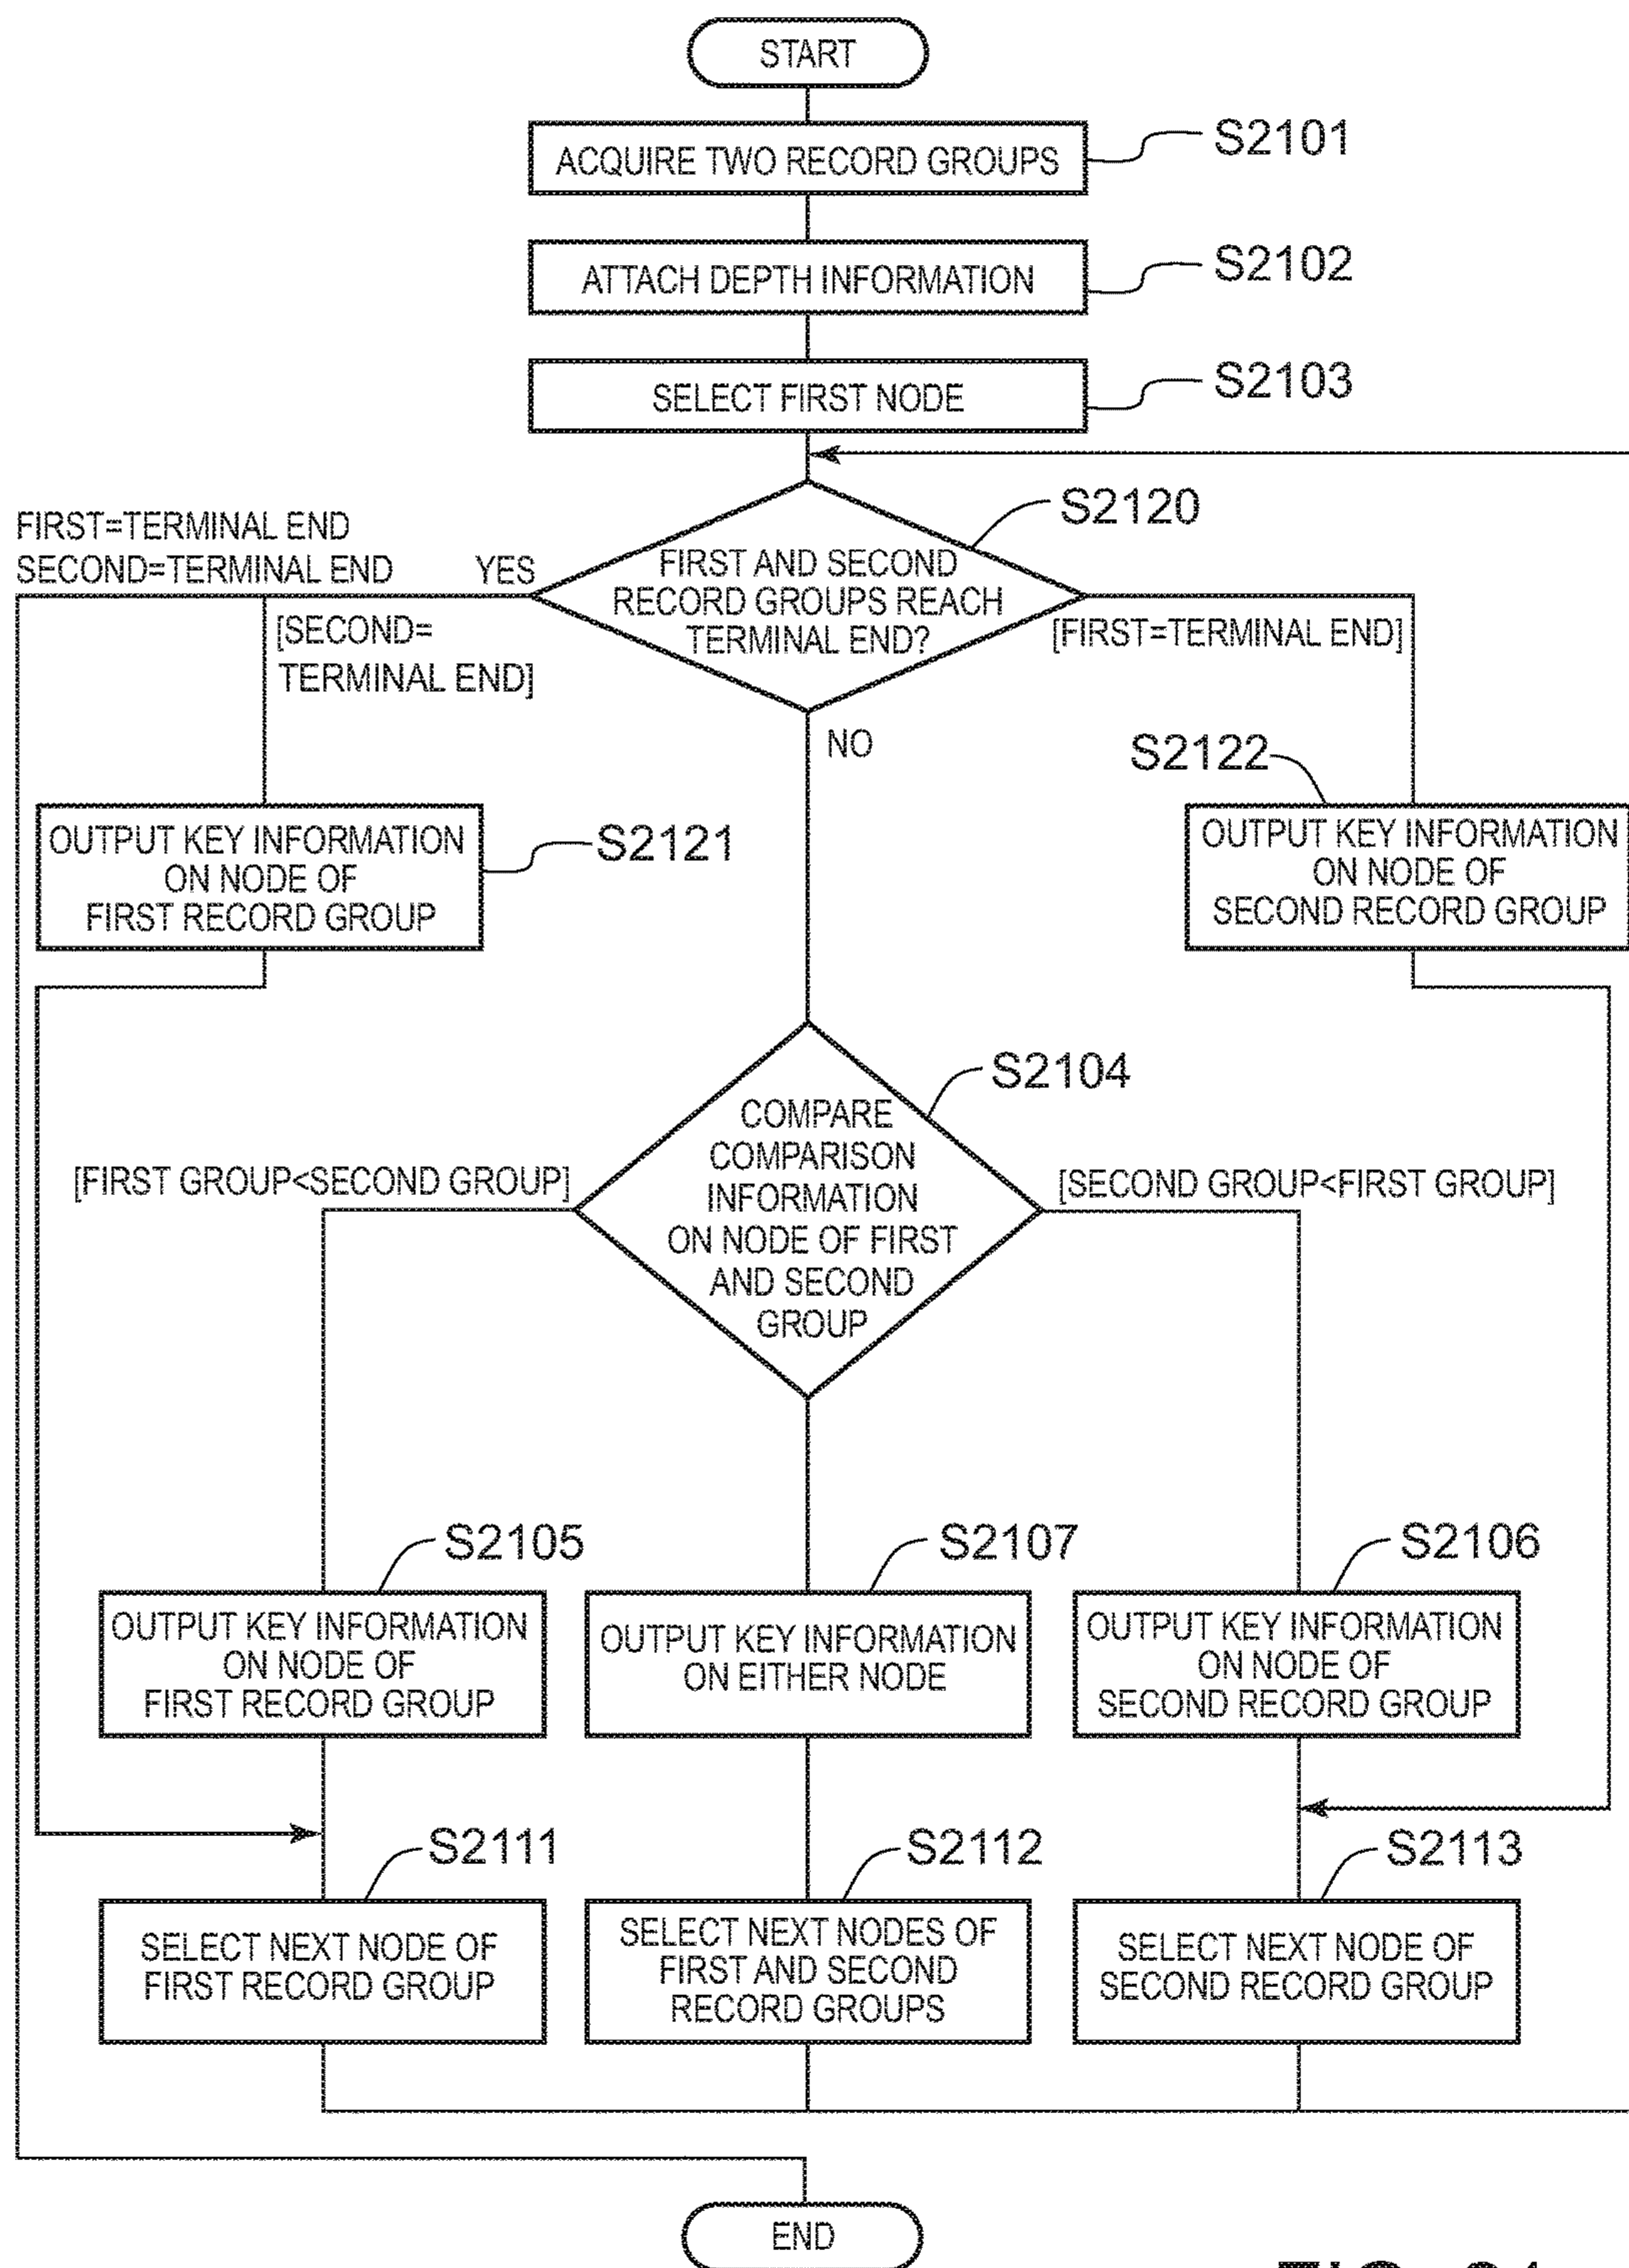 START
ACQUIRE TWO RECORD GROUPS
S2101
ATTACH DEPTH INFORMATION
S2102
SELECT FIRST NODE
S2103
S2120
FIRST AND SECOND
RECORD GROUPS REACH
TERMINAL END?
FIRST=TERMINAL END
SECOND=TERMINAL END
YES
[SECOND=
TERMINAL END]
[FIRST=TERMINAL END]
NO
OUTPUT KEY INFORMATION
ON NODE OF
FIRST RECORD GROUP
S2121
S2122
OUTPUT KEY INFORMATION
ON NODE OF
SECOND RECORD GROUP
S2104
COMPARE
COMPARISON
INFORMATION
ON NODE OF FIRST
AND SECOND
GROUP
[FIRST GROUP<SECOND GROUP]
[SECOND GROUP<FIRST GROUP]
S2105
OUTPUT KEY INFORMATION
ON NODE OF
FIRST RECORD GROUP
S2107
OUTPUT KEY INFORMATION
ON EITHER NODE
S2106
OUTPUT KEY INFORMATION
ON NODE OF
SECOND RECORD GROUP
S2111
SELECT NEXT NODE OF
FIRST RECORD GROUP
S2112
SELECT NEXT NODES OF
FIRST AND SECOND
RECORD GROUPS
S2113
SELECT NEXT NODE OF
SECOND RECORD GROUP
END